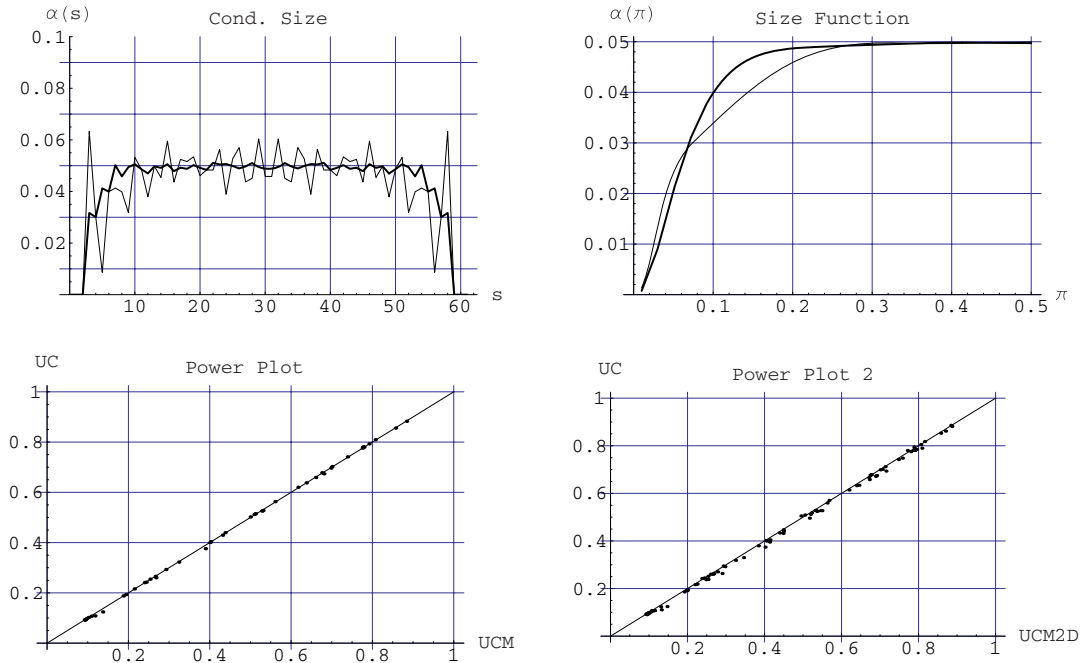 α(s)
Cond. Size
0.1
0.08
0.06
0.04
0.02
10 20 30 40 50 60 s
α(π)
Size Function
0.05
0.04
0.03
0.02
0.01
0.1 0.2 0.3 0.4 0.5 π
UC
Power Plot
1
0.8
0.6
0.4
0.2
0.2 0.4 0.6 0.8 1 UCM
UC
Power Plot 2
1
0.8
0.6
0.4
0.2
0.2 0.4 0.6 0.8 1 UCM2D